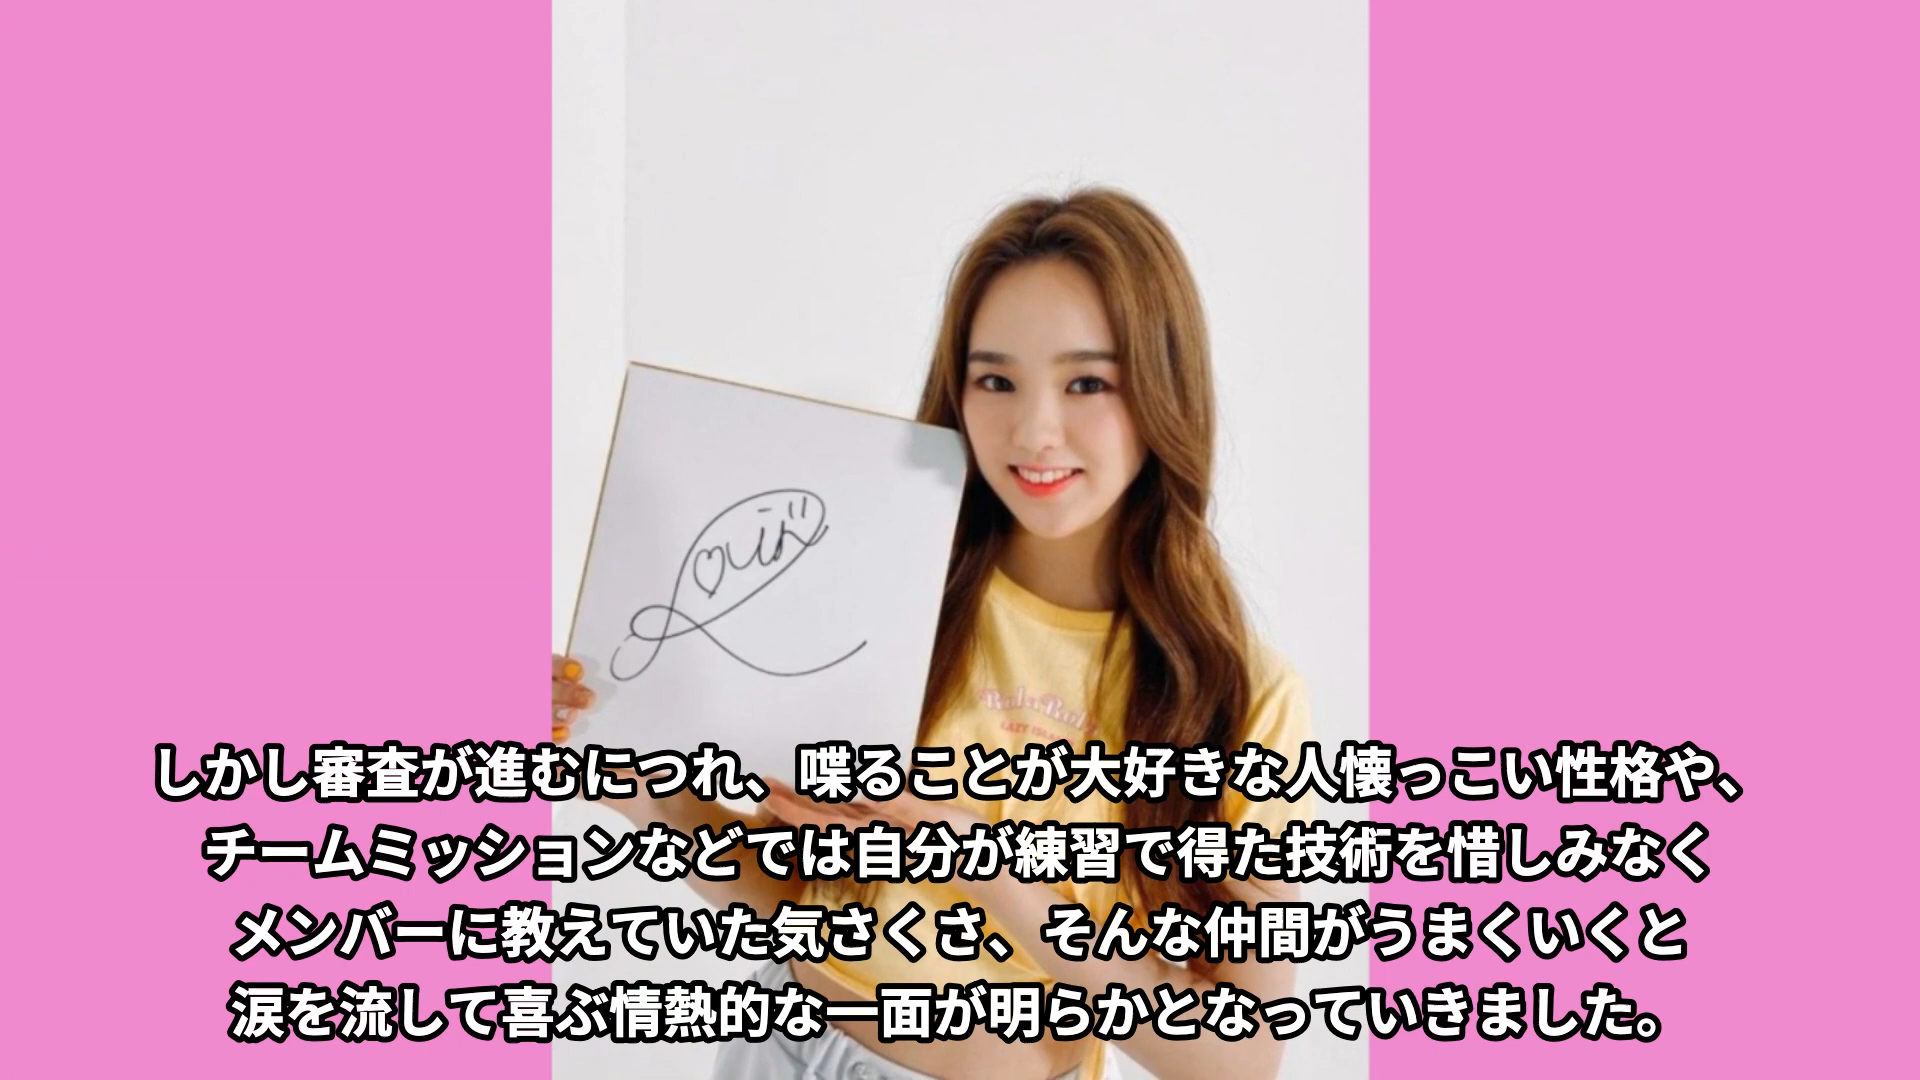 しかし審査が進むにつれ、喋ることが大好きな人懐っこい性格や、
チームミッションなどでは自分が練習で得た技術を惜しみなく
メンバーに教えていた気さくさ、そんな仲間がうまくいくと
涙を流して喜ぶ情熱的な一面が明らかとなっていきました。